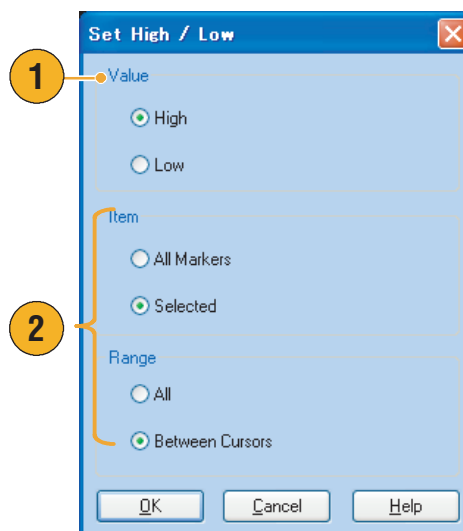 Set High / Low
1
Value
High
Low
Item
All Markers
2
Selected
Range
All
Between Cursors
OK
Cancel
Help